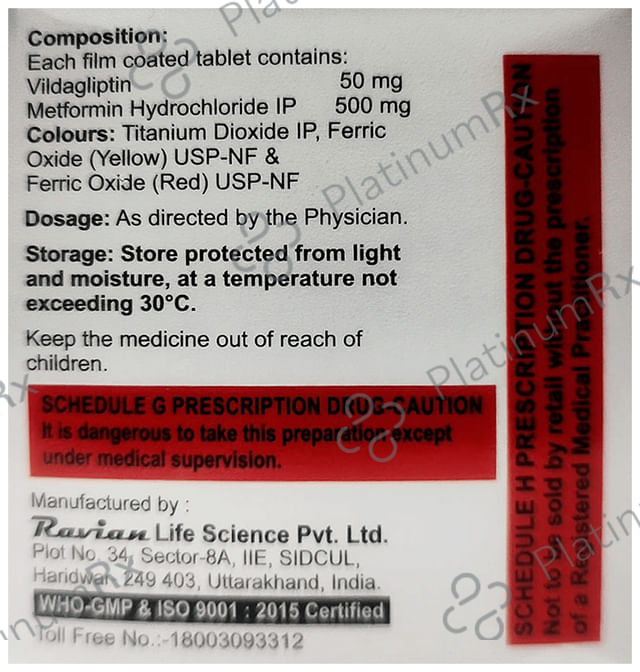 Composition:
Each film coated tablet contains:
Vildagliptin 50 mg
Metformin Hydrochloride IP 500 mg
Colours: Titanium Dioxide IP, Ferric
Oxide (Yellow) USP-NF &
Ferric Oxide (Red) USP-NF
Dosage: As directed by the Physician.
Storage: Store protected from light
and moisture, at a temperature not
exceeding 30°C.
Keep the medicine out of reach of
children.
SCHEDULE G PRESCRIPTION DRUG-CAUTION
It is dangerous to take this preparation except
under medical supervision.
Manufactured by :
Ravian Life Science Pvt. Ltd.
Plot No. 34, Sector-8A, IIE, SIDCUL,
Haridwar 249 403, Uttarakhand, India.
WHO-GMP & ISO 9001 : 2015 Certified
Toll Free No.:-18003093312
SCHEDULE H PRESCRIPTION DRUG-CAUTION
Not to be sold by retail without the prescription
of a Registered Medical Practitioner.
PlatinumRx
PlatinumRx